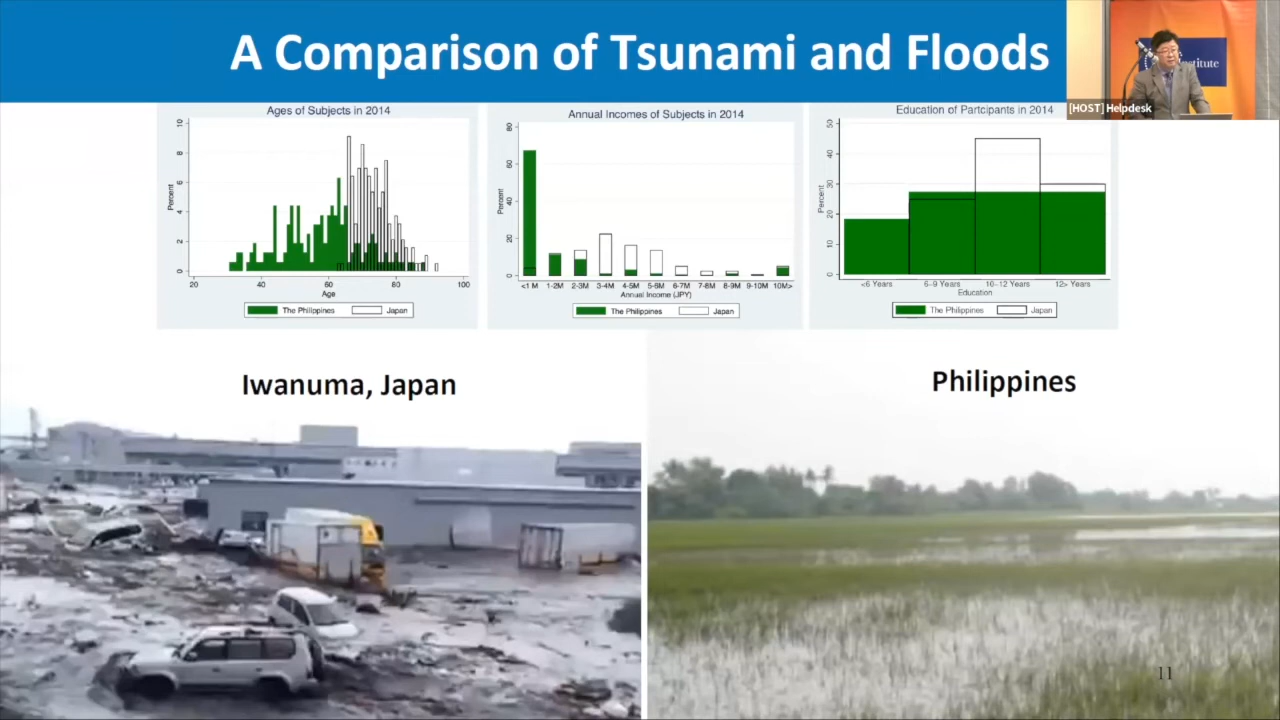 A Comparison of Tsunami and Floods
stitute
[HOST] Helpdesk
Ages of Subjects in 2014
Percent
10
8
6
4
2
0
20 40 60 80 100
Age
The Philippines Japan
Annual Incomes of Subjects in 2014
Percent
80
60
40
20
0
<1 M 1-2M 2-3M 3-4M 4-5M 5-6M 6-7M 7-8M 8-9M 9-10M 10M>
Annual Income (JPY)
The Philippines Japan
Education of Partcipants in 2014
Percent
50
40
30
20
10
0
<6 Years 6-9 Years 10-12 Years 12> Years
Education
The Philippines Japan
Iwanuma, Japan
Philippines
11